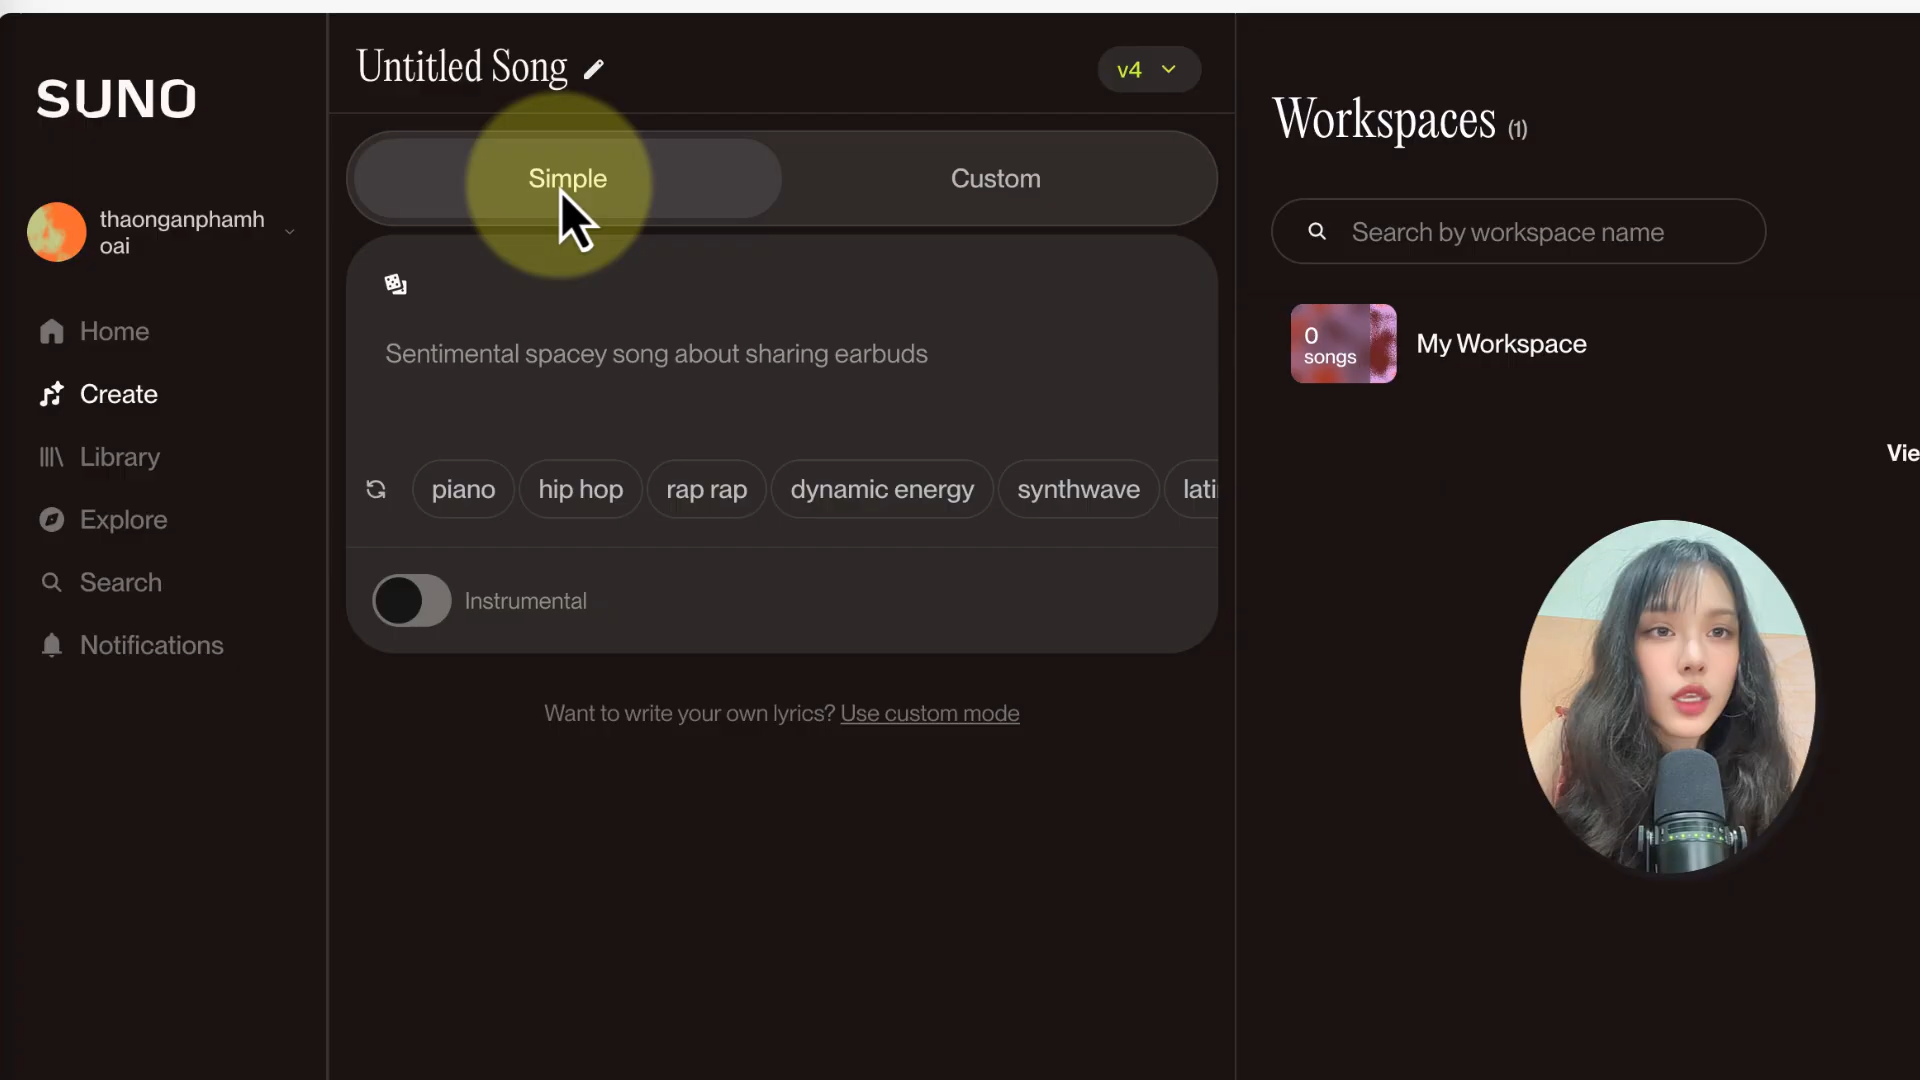 SUNO
thaonganphamh
oai
Home
Create
Library
Explore
Search
Notifications
Untitled Song
v4
Simple
Custom
Sentimental spacey song about sharing earbuds
piano
hip hop
rap rap
dynamic energy
synthwave
lati
Instrumental
Want to write your own lyrics? Use custom mode
Workspaces (1)
Search by workspace name
0
songs
My Workspace
Vie